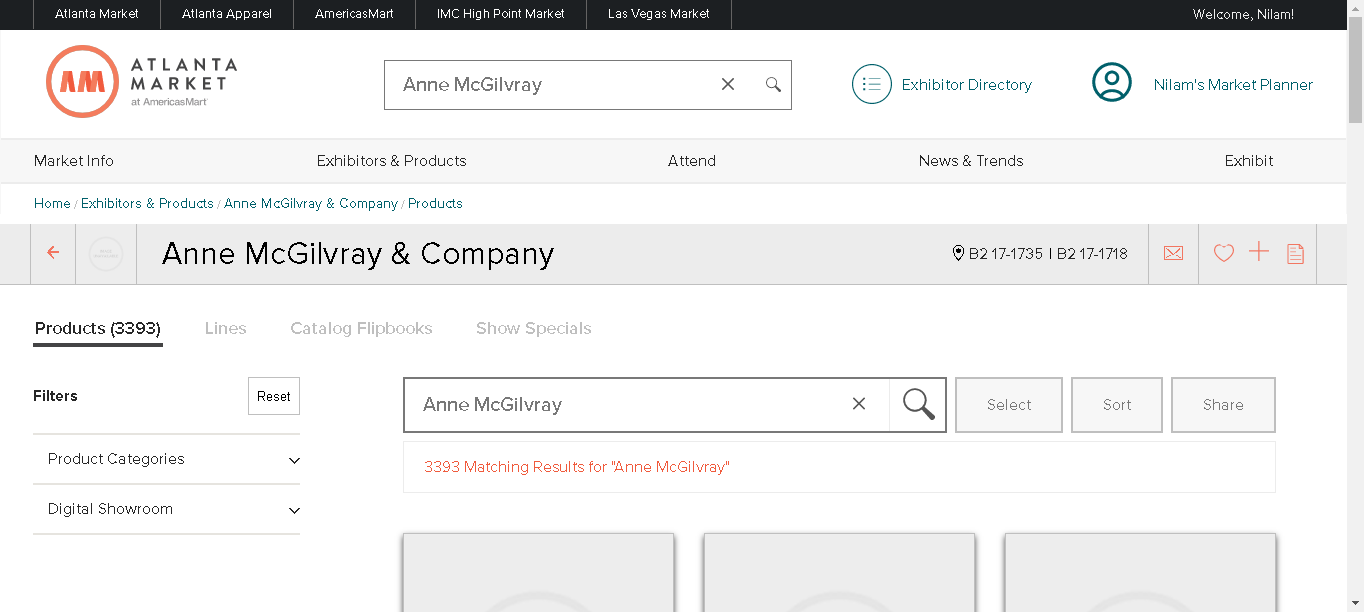 Atlanta Market Atlanta Apparel AmericasMart IMC High Point Market Las Vegas Market Welcome, Nilam!
AM ATLANTA
MARKET
at AmericasMart
Anne McGilvray
Exhibitor Directory
Nilam's Market Planner
Market Info Exhibitors & Products Attend News & Trends Exhibit
Home / Exhibitors & Products / Anne McGilvray & Company / Products
Anne McGilvray & Company B2 17-1735 | B2 17-1718
Products (3393) Lines Catalog Flipbooks Show Specials
Filters Reset
Anne McGilvray Select Sort Share
Product Categories
3393 Matching Results for "Anne McGilvray"
Digital Showroom